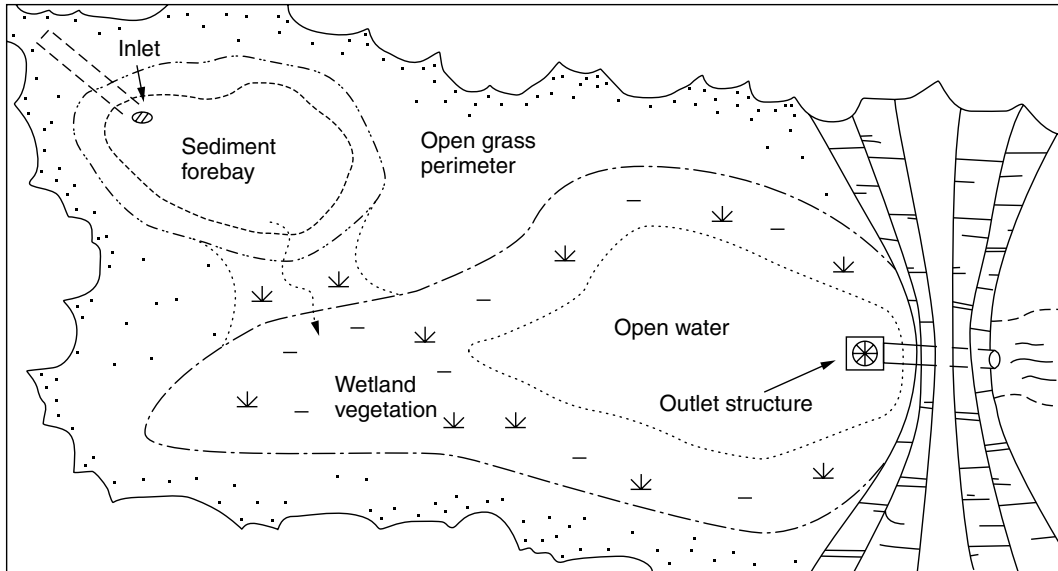 Inlet
Sediment
forebay
Open grass
perimeter
Open water
Wetland
vegetation
Outlet structure